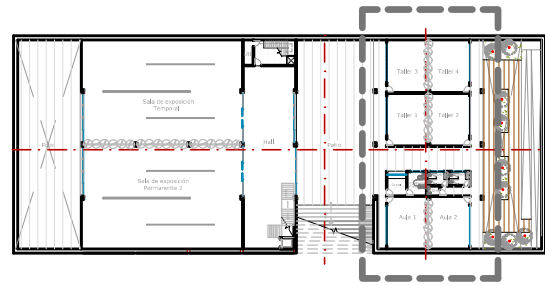 Taller 3
Taller 4
Sala de exposición
Temporal
Taller 1
Taller 2
Patio
Hall
Patio
Sala de exposición
Permanente 2
Aula 1
Aula 2